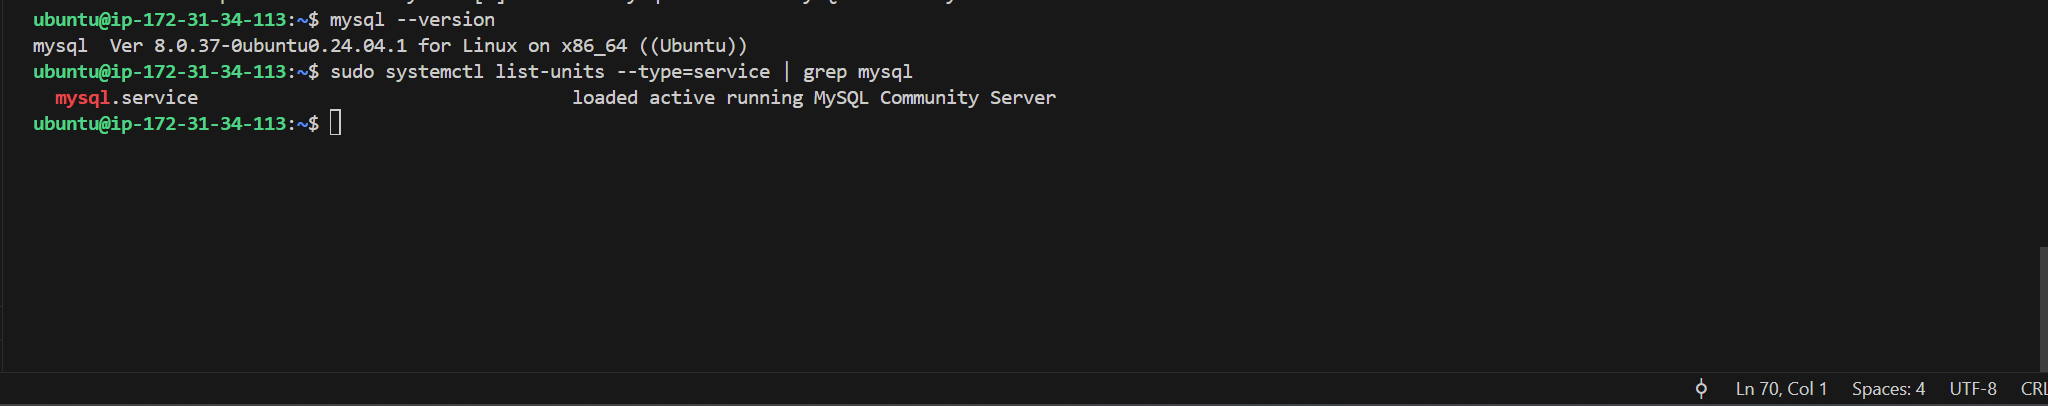 ubuntu@ip-172-31-34-113:~$ mysql --version
mysql  Ver 8.0.37-0ubuntu0.24.04.1 for Linux on x86_64 ((Ubuntu))
ubuntu@ip-172-31-34-113:~$ sudo systemctl list-units --type=service | grep mysql
  mysql.service                                  loaded active running MySQL Community Server
ubuntu@ip-172-31-34-113:~$
Ln 70, Col 1 Spaces: 4 UTF-8